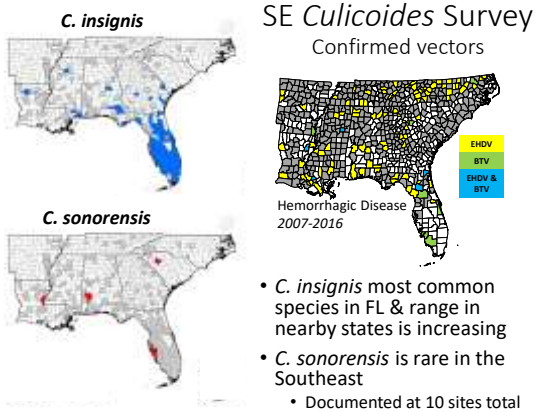 C. insignis
SE Culicoides Survey
Confirmed vectors
EHDV
BTV
EHDV &
BTV
Hemorrhagic Disease
2007-2016
C. sonorensis
• C. insignis most common
species in FL & range in
nearby states is increasing
• C. sonorensis is rare in the
Southeast
• Documented at 10 sites total